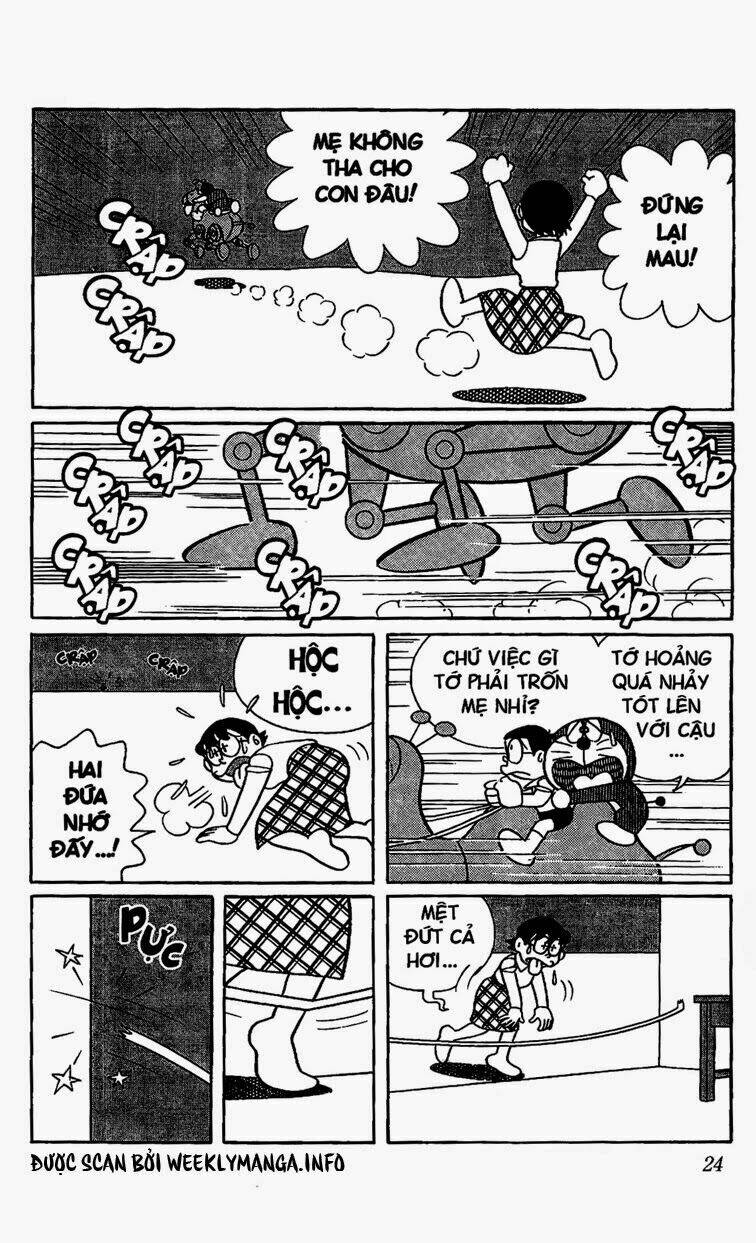 ĐỨNG
LẠI
MAU!
MẸ KHÔNG
THA CHO
CON ĐÂU!
CRẬP
CRẬP
CRẬP
CRẬP
CRẬP
CRẬP
CRẬP
CRẬP
CRẬP
TỚ HOẢNG
QUÁ NHẢY
TÓT LÊN
VỚI CẬU
...
CHỨ VIỆC GÌ
TỚ PHẢI TRỐN
MẸ NHỈ?
HỘC
HỘC...
CRẬP
CRẬP
HAI
ĐỨA
NHỚ
ĐẤY...!
MỆT
ĐỨT CẢ
HƠI...
PỰC
ĐƯỢC SCAN BỞI WEEKLYMANGA.INFO
24